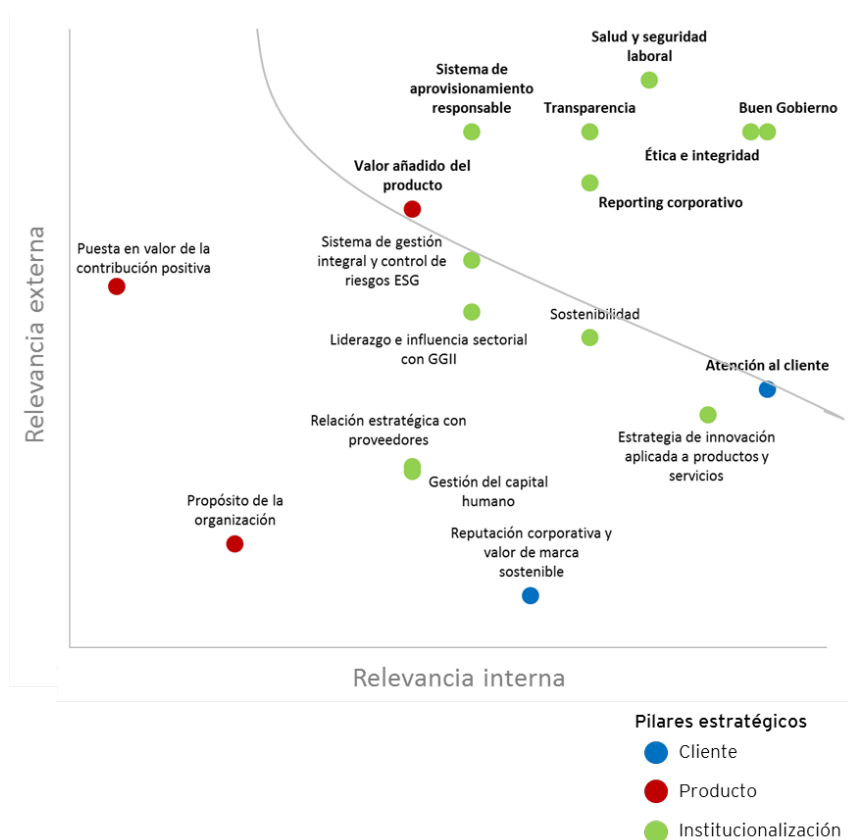 Salud y seguridad
laboral
Sistema de
aprovisionamiento
responsable
Transparencia
Buen Gobierno
Ética e integridad
Valor añadido del
producto
Reporting corporativo
Puesta en valor de la
contribución positiva
Sistema de gestión
integral y control de
riesgos ESG
Sostenibilidad
Liderazgo e influencia sectorial
con GGII
Atención al cliente
Relación estratégica con
proveedores
Estrategia de innovación
aplicada a productos y
servicios
Gestión del capital
humano
Propósito de la
organización
Reputación corporativa y
valor de marca
sostenible
Relevancia externa
Relevancia interna
Pilares estratégicos
Cliente
Producto
Institucionalización